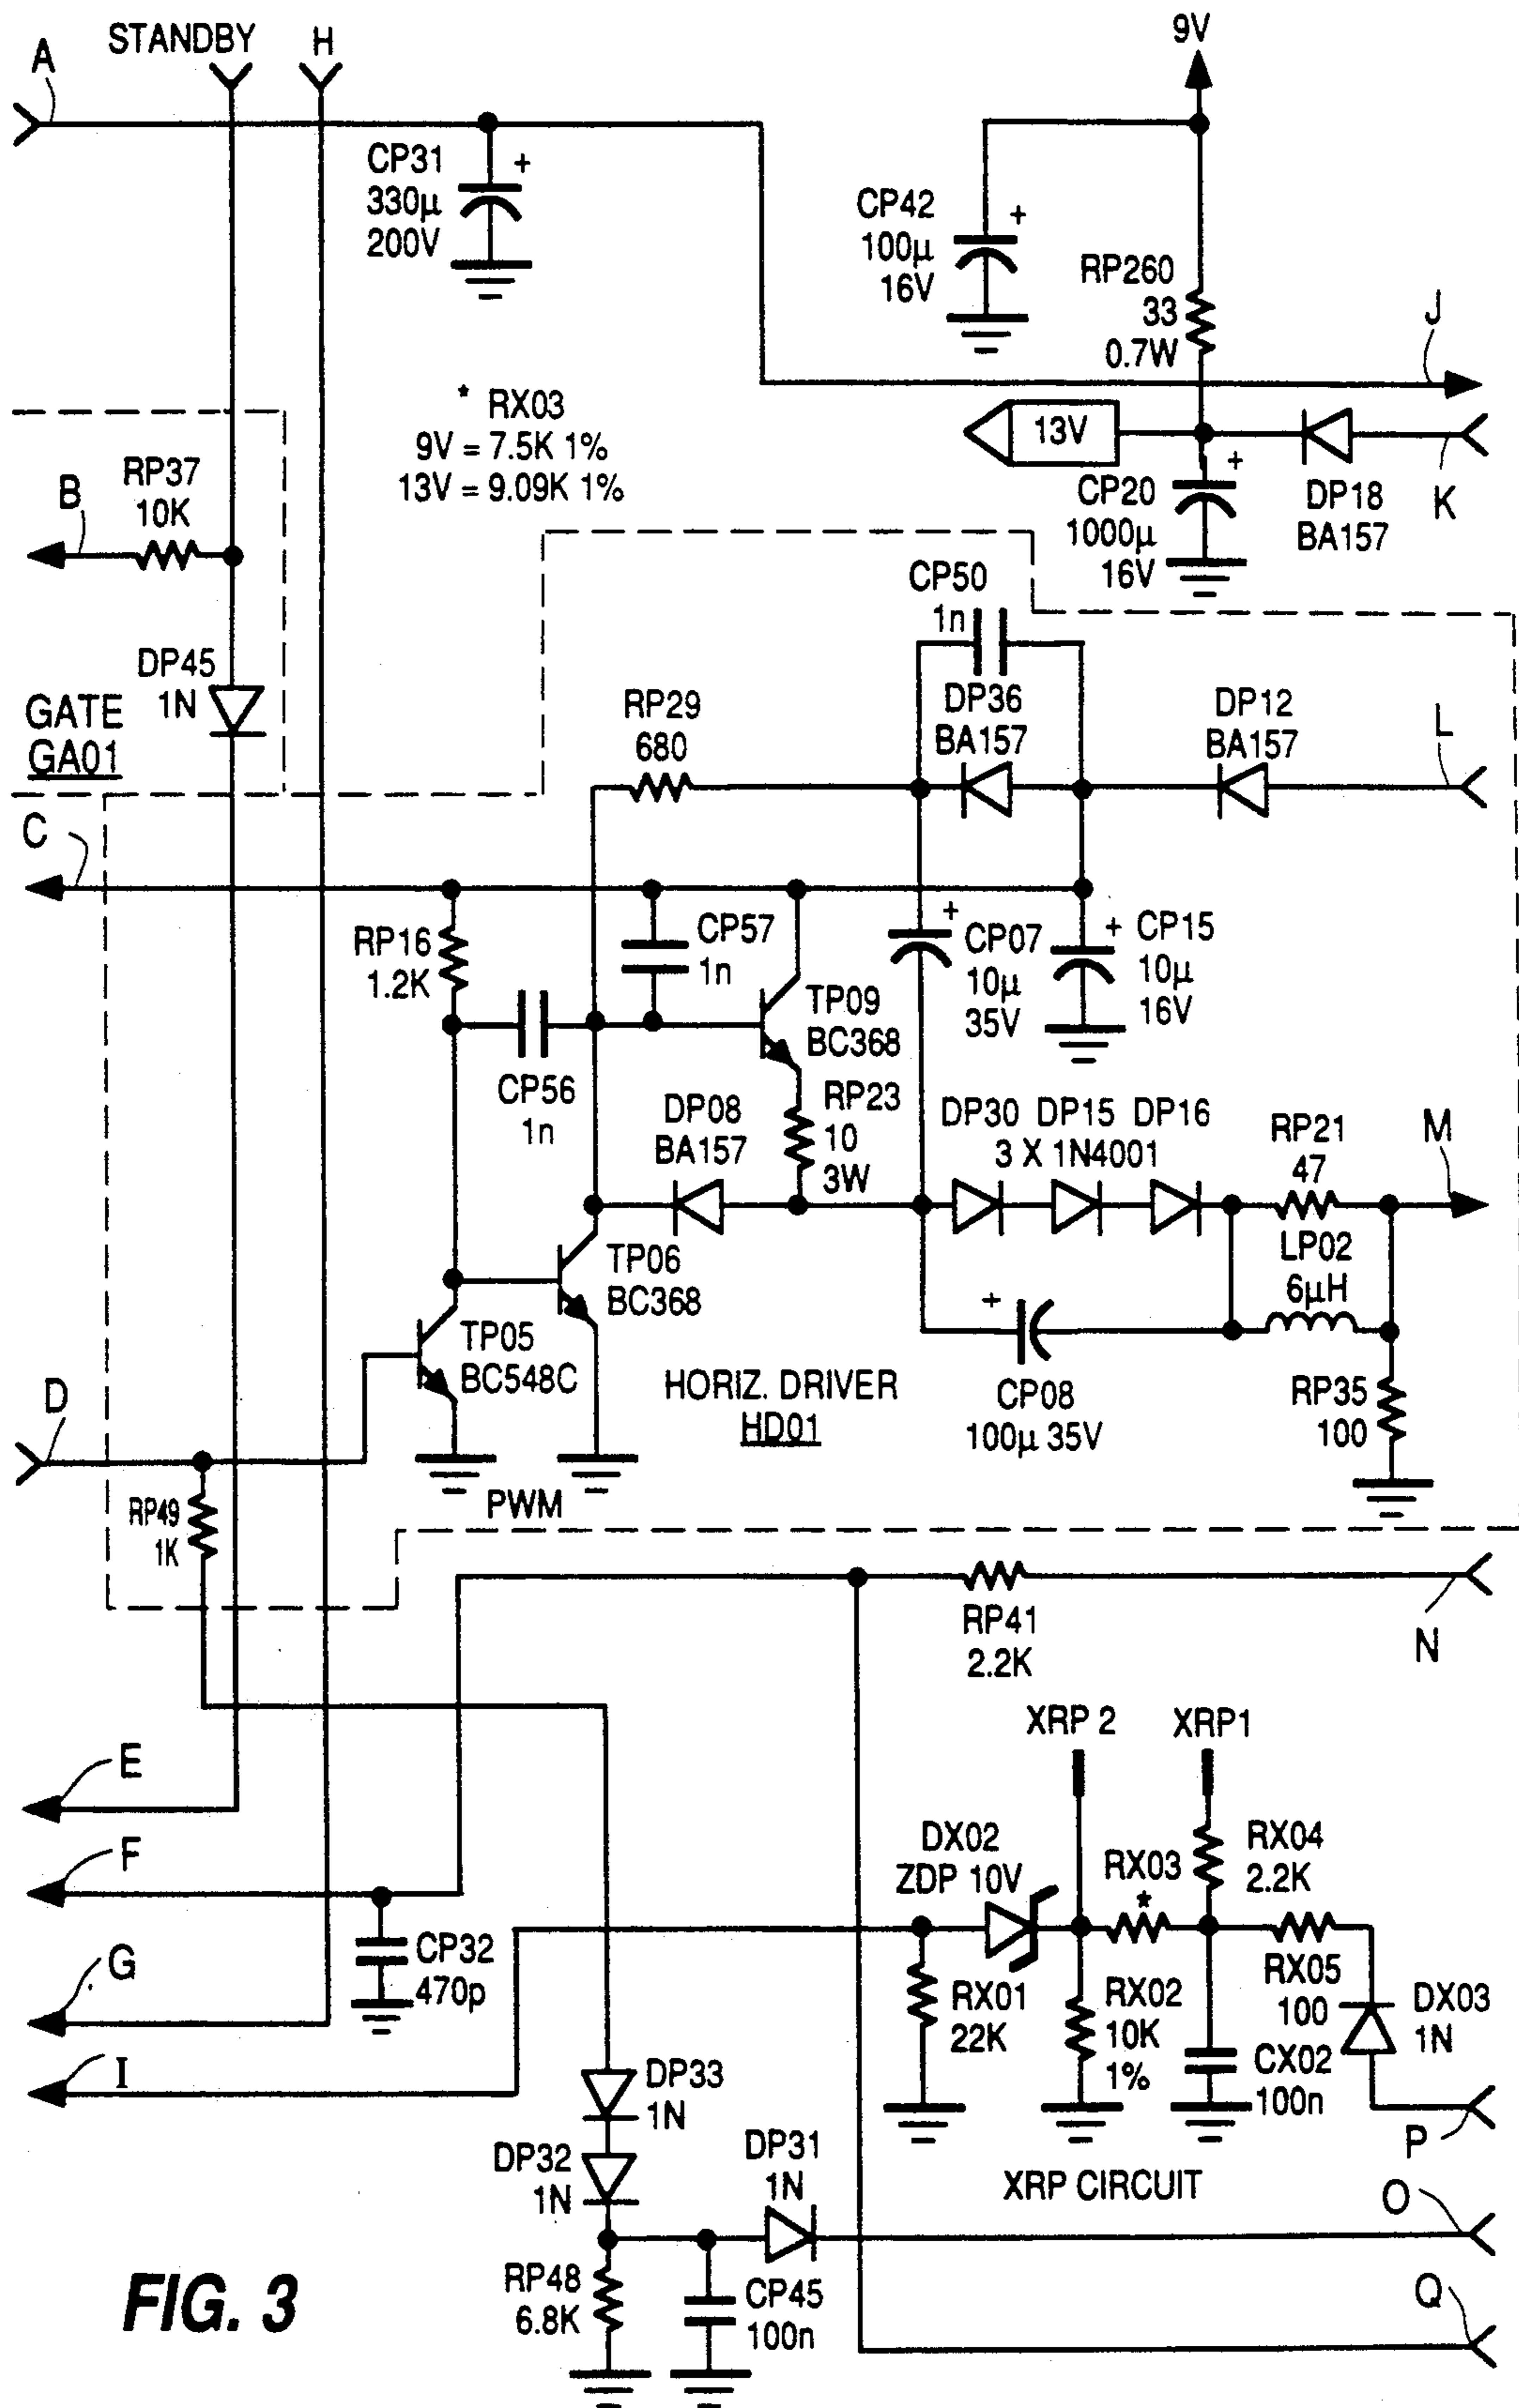 STANDBY
H
A
9V
CP31
330µ
200V
+
CP42
100µ
16V
+
RP260
33
0.7W
J
* RX03
9V = 7.5K 1%
13V = 9.09K 1%
13V
+
CP20
1000µ
16V
DP18
BA157
K
B
RP37
10K
CP50
1n
DP45
1N
GATE
GA01
RP29
680
DP36
BA157
DP12
BA157
L
C
RP16
1.2K
CP57
1n
+
CP07
10µ
35V
+
CP15
10µ
16V
TP09
BC368
CP56
1n
DP08
BA157
RP23
10
3W
DP30 DP15 DP16
3 X 1N4001
RP21
47
M
LP02
6µH
TP06
BC368
+
TP05
BC548C
HORIZ. DRIVER
HD01
CP08
100µ 35V
RP35
100
D
PWM
RP49
1K
RP41
2.2K
N
XRP 2
XRP1
E
DX02
ZDP 10V
RX03
*
RX04
2.2K
F
CP32
470p
G
RX01
22K
RX02
10K
1%
RX05
100
DX03
1N
CX02
100n
I
DP33
1N
P
DP32
1N
DP31
1N
XRP CIRCUIT
O
RP48
6.8K
CP45
100n
Q
FIG. 3